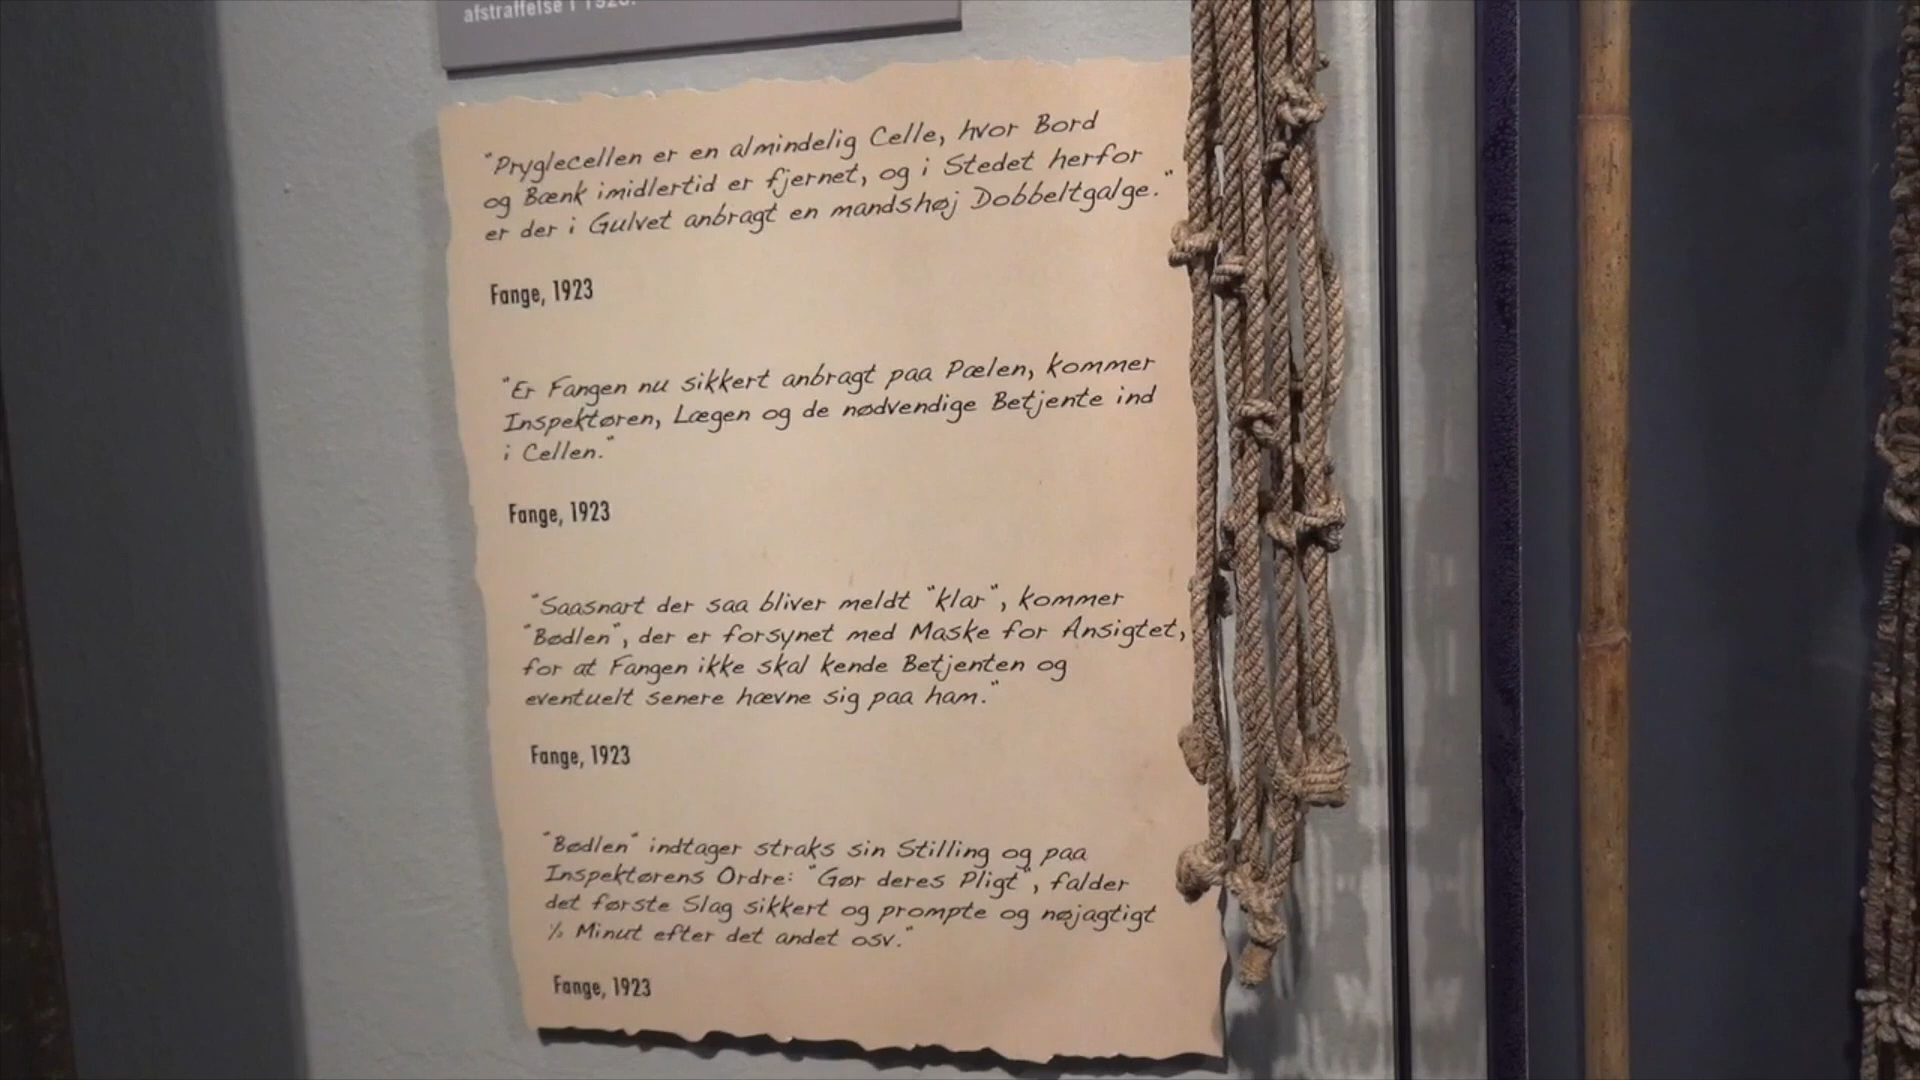 afstraffelse i 1923.
"Pryglecellen er en almindelig Celle, hvor Bord
og Bænk imidlertid er fjernet, og i Stedet herfor
er der i Gulvet anbragt en mandshøj Dobbeltgalge."
Fange, 1923
"Er Fangen nu sikkert anbragt paa Pælen, kommer
Inspektøren, Lægen og de nødvendige Betjente ind
i Cellen."
Fange, 1923
"Saasnart der saa bliver meldt "klar", kommer
"Bødlen", der er forsynet med Maske for Ansigtet,
for at Fangen ikke skal kende Betjenten og
eventuelt senere hævne sig paa ham."
Fange, 1923
"Bødlen" indtager straks sin Stilling og paa
Inspektørens Ordre: "Gør deres Pligt", falder
det første Slag sikkert og prompte og nøjagtigt
½ Minut efter det andet osv."
Fange, 1923